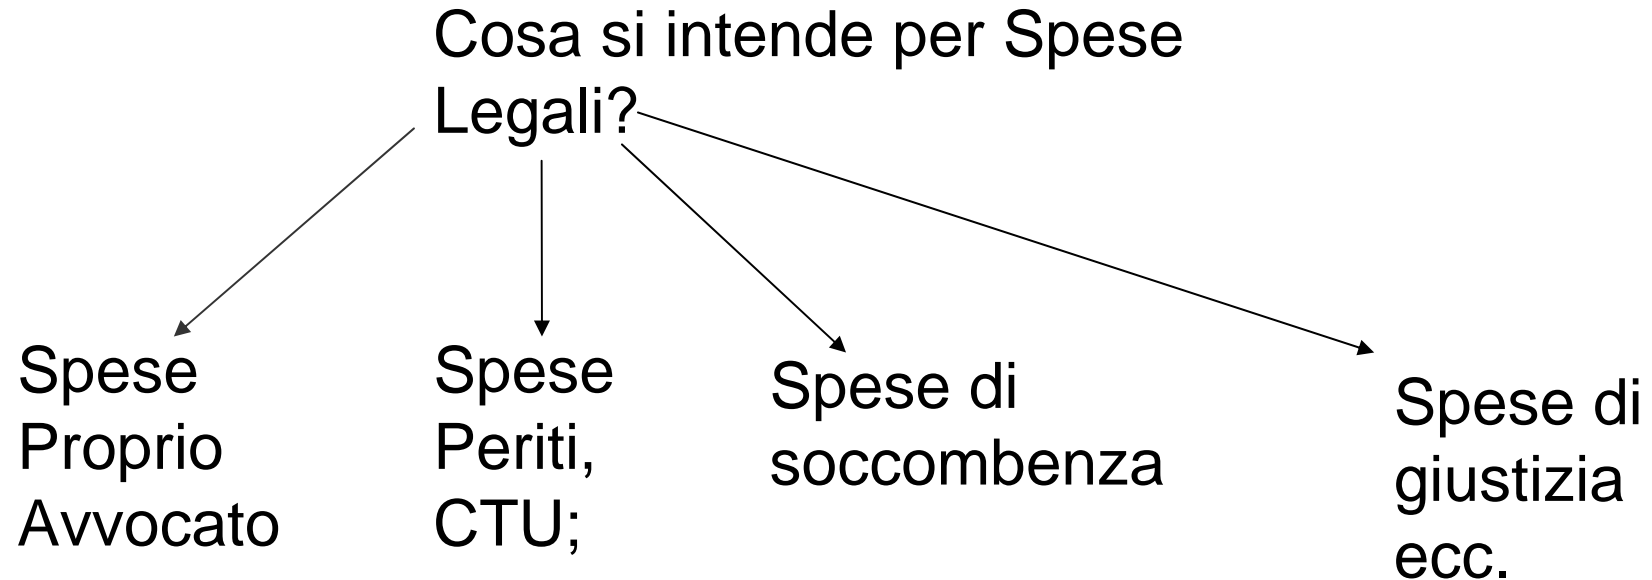 Cosa si intende per Spese
Legali?
Spese
Proprio
Avvocato
Spese
Periti,
CTU;
Spese di
soccombenza
Spese di
giustizia
ecc.